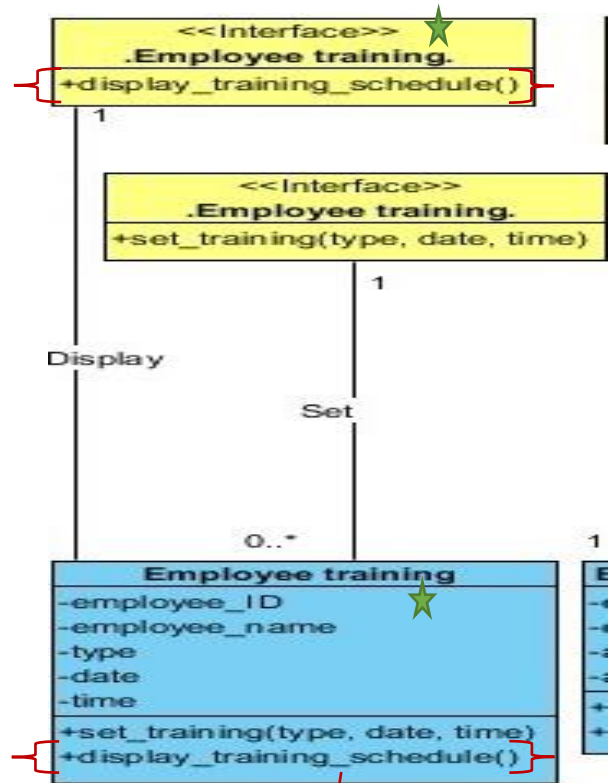 <<Interface>>
.Employee training.
+display_training_schedule()
1
<<Interface>>
.Employee training.
+set_training(type, date, time)
1
Display
Set
0..*
1
Employee training
-employee_ID
-employee_name
-type
-date
-time
+set_training(type, date, time)
+display_training_schedule()